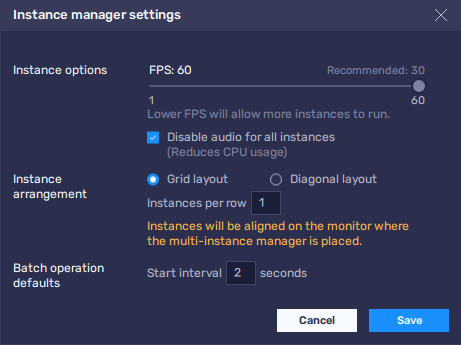 Instance manager settings
Instance options
FPS: 60
Recommended: 30
1
60
Lower FPS will allow more instances to run.
Disable audio for all instances
(Reduces CPU usage)
Instance
arrangement
Grid layout
Diagonal layout
Instances per row 1
Instances will be aligned on the monitor where
the multi-instance manager is placed.
Batch operation
defaults
Start interval 2 seconds
Cancel
Save